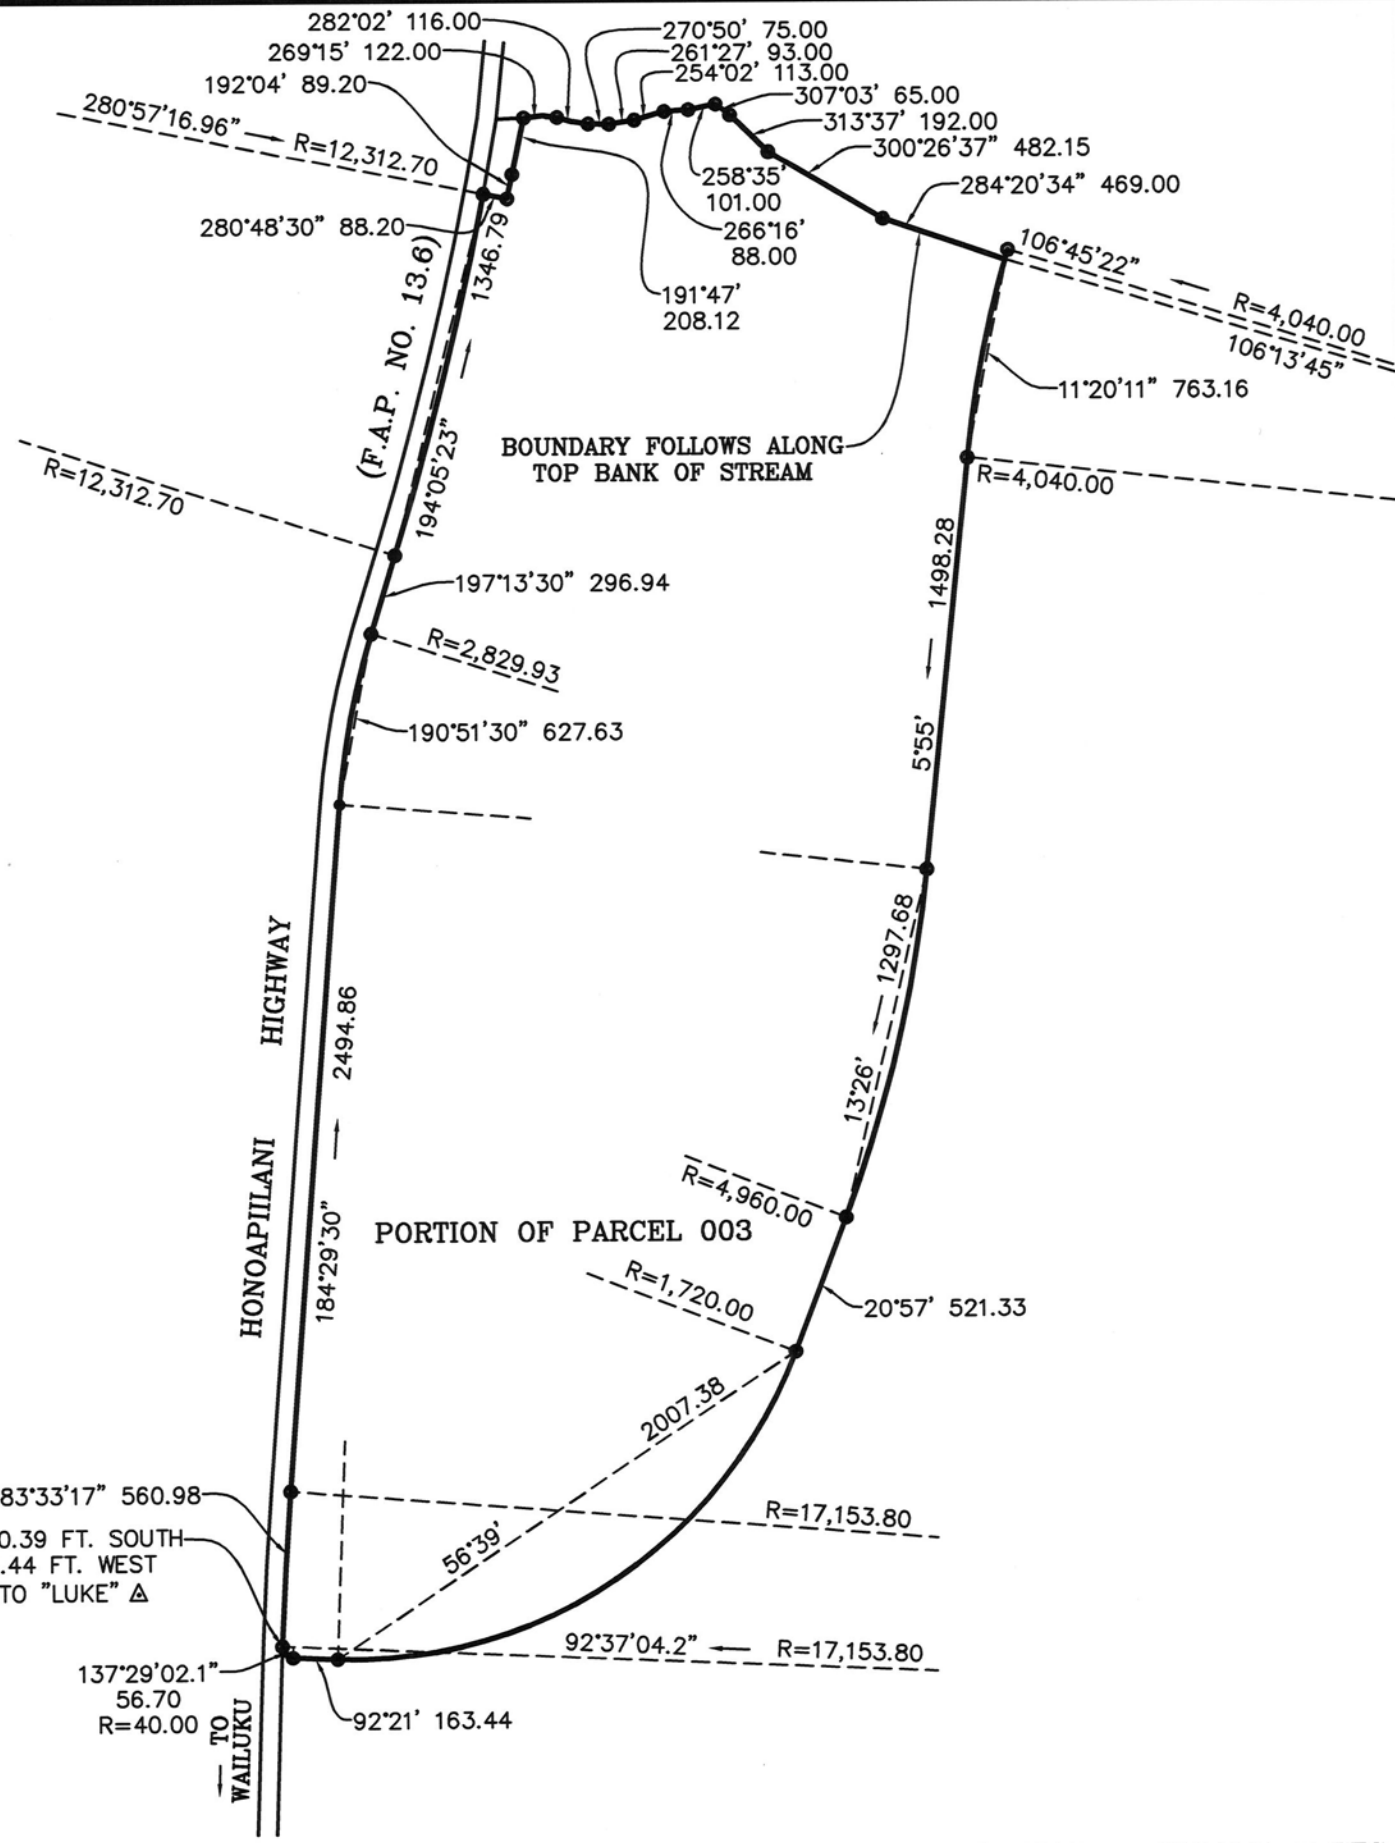 282°02' 116.00
269°15' 122.00
192°04' 89.20
280°57'16.96"
R=12,312.70
280°48'30" 88.20
270°50' 75.00
261°27' 93.00
254°02' 113.00
307°03' 65.00
313°37' 192.00
300°26'37" 482.15
284°20'34" 469.00
258°35'
101.00
266°16'
88.00
191°47'
208.12
106°45'22"
R=4,040.00
106°13'45"
11°20'11" 763.16
R=4,040.00
(F.A.P. NO. 13.6)
1346.79
194°05'23"
BOUNDARY FOLLOWS ALONG
TOP BANK OF STREAM
R=12,312.70
197°13'30" 296.94
R=2,829.93
190°51'30" 627.63
1498.28
5°55'
1297.68
13°26'
HONOAPIILANI HIGHWAY
2494.86
184°29'30"
PORTION OF PARCEL 003
R=4,960.00
R=1,720.00
20°57' 521.33
2007.38
56°39'
83°33'17" 560.98
0.39 FT. SOUTH
.44 FT. WEST
TO "LUKE"
R=17,153.80
92°37'04.2"
R=17,153.80
137°29'02.1"
56.70
R=40.00
92°21' 163.44
TO
WAILUKU